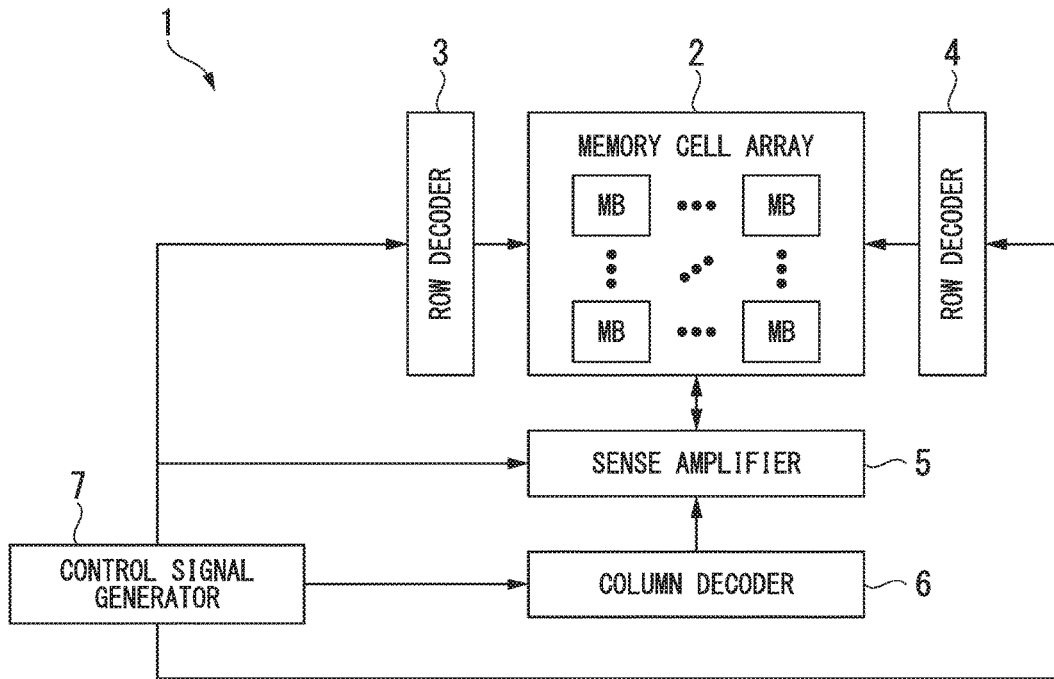 1
3
2
4
ROW DECODER
MEMORY CELL ARRAY
MB
MB
MB
MB
ROW DECODER
SENSE AMPLIFIER
5
7
CONTROL SIGNAL
GENERATOR
COLUMN DECODER
6